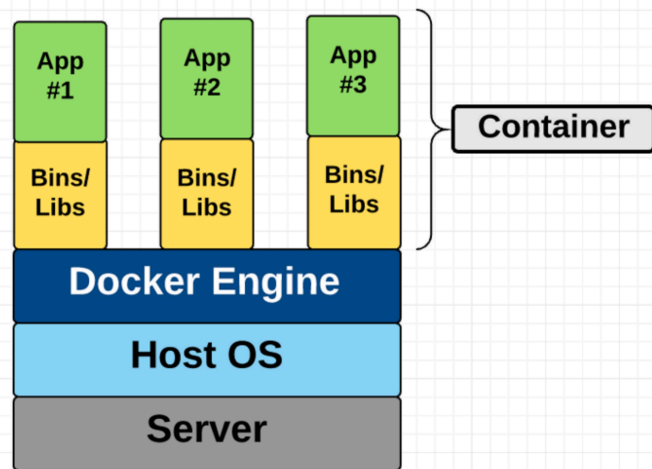 App
#1
App
#2
App
#3
Container
Bins/
Libs
Bins/
Libs
Bins/
Libs
Docker Engine
Host OS
Server